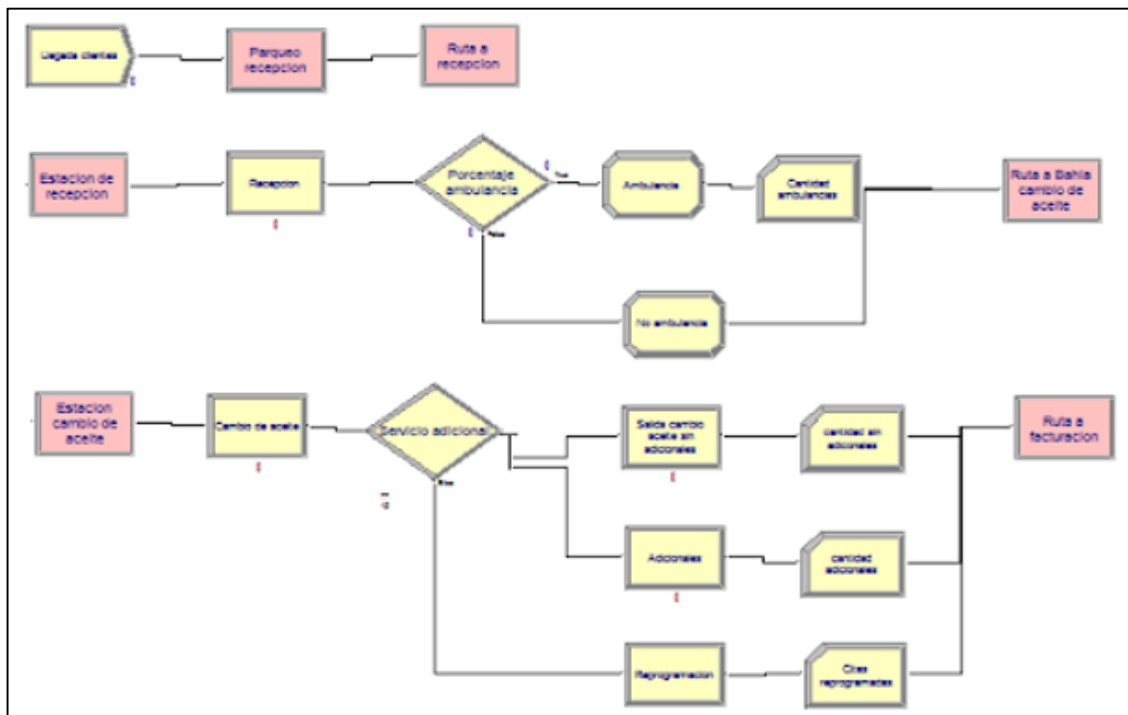 Llegada clientes
Parqueo
recepcion
Ruta a
recepcion
Estacion de
recepcion
Recepcion
Porcentaje
ambulancia
True
False
Ambulancia
Cantidad
ambulancias
No ambulancia
Ruta a Bahia
cambio de
aceite
Estacion
cambio de
aceite
Cambio de aceite
Servicio adicional
Else
Salida cambio
aceite sin
adicionales
cantidad sin
adicionales
Ruta a
facturacion
Adicionales
cantidad
adicionales
Reprogramacion
Citas
reprogramadas